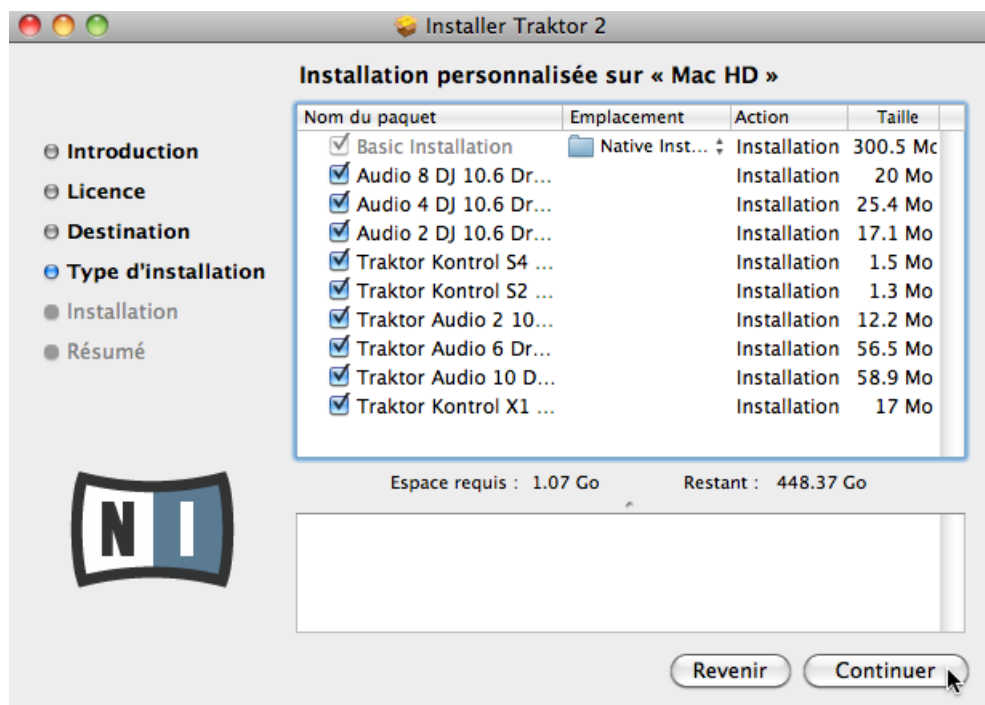 Installer Traktor 2
Installation personnalisée sur « Mac HD »
Introduction
Licence
Destination
Type d'installation
Installation
Résumé
NI
Nom du paquet Emplacement Action Taille
Basic Installation Native Inst... Installation 300.5 Mc
Audio 8 DJ 10.6 Dr... Installation 20 Mo
Audio 4 DJ 10.6 Dr... Installation 25.4 Mo
Audio 2 DJ 10.6 Dr... Installation 17.1 Mo
Traktor Kontrol S4 ... Installation 1.5 Mo
Traktor Kontrol S2 ... Installation 1.3 Mo
Traktor Audio 2 10... Installation 12.2 Mo
Traktor Audio 6 Dr... Installation 56.5 Mo
Traktor Audio 10 D... Installation 58.9 Mo
Traktor Kontrol X1 ... Installation 17 Mo
Espace requis : 1.07 Go Restant : 448.37 Go
Revenir Continuer